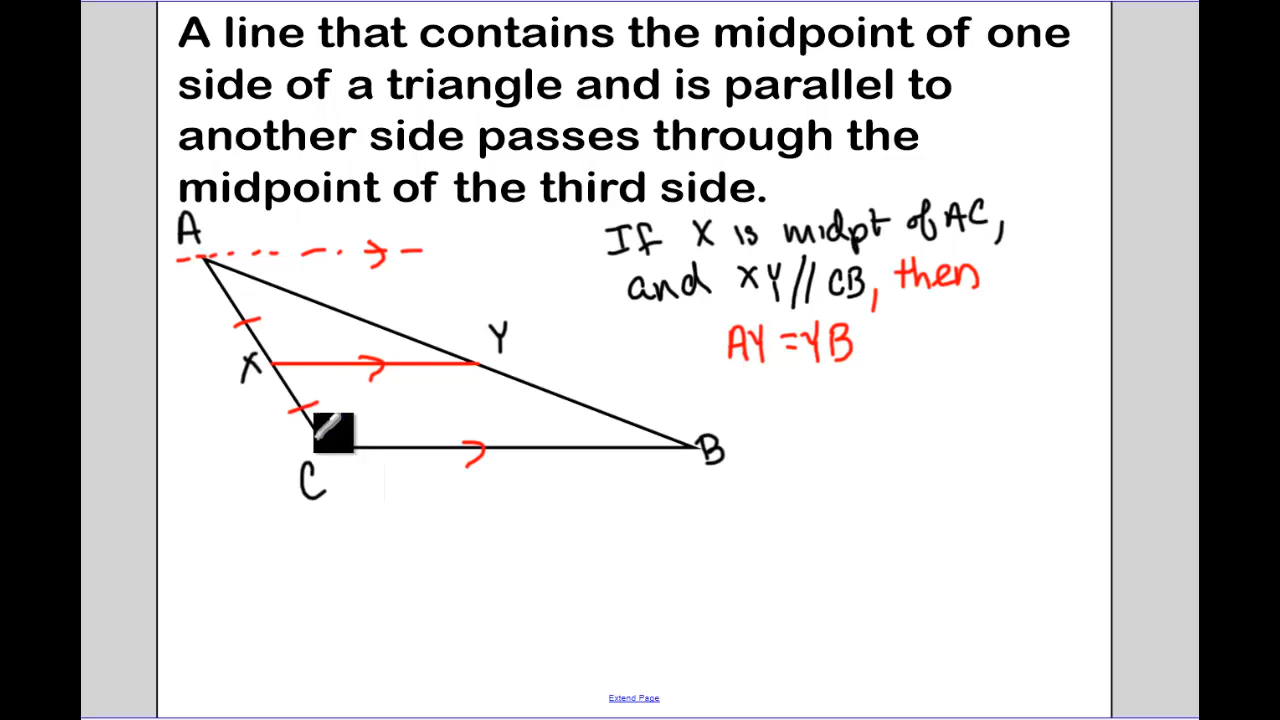 A line that contains the midpoint of one
side of a triangle and is parallel to
another side passes through the
midpoint of the third side.
A
If X is midpt of AC,
and XY // CB, then
AY = YB
Y
X
B
C
Extend Page